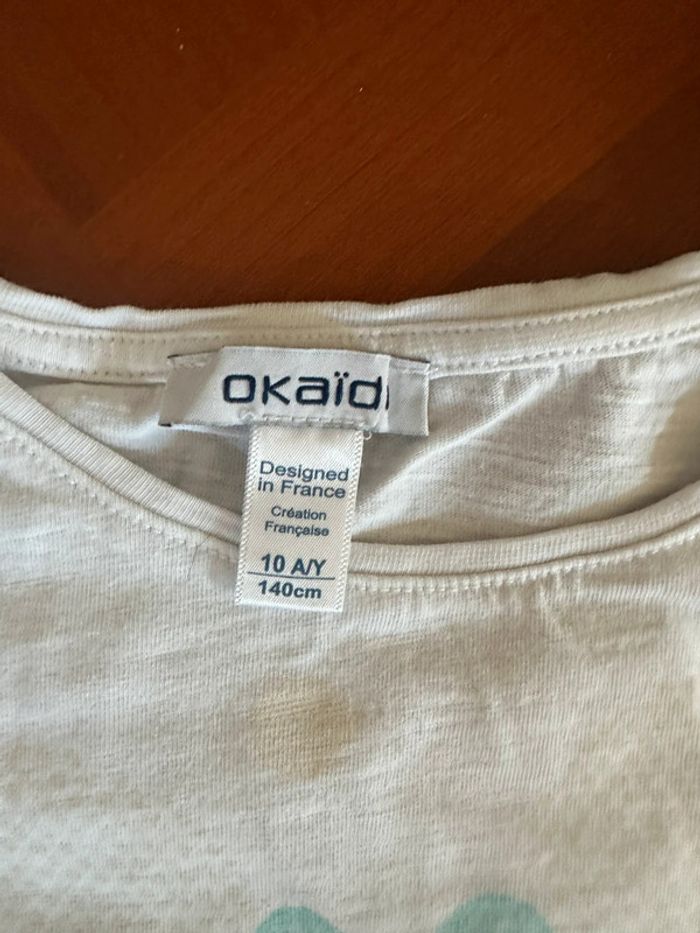 OKaïdi
Designed
in France
Création
Française
10 A/Y
140cm